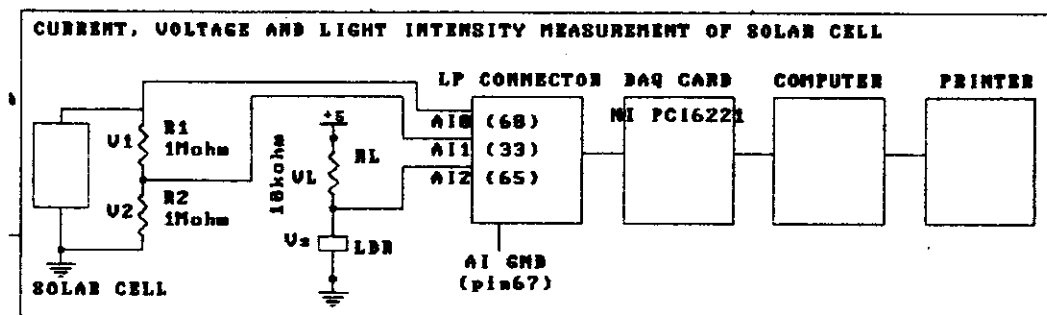 CURRENT, VOLTAGE AND LIGHT INTENSITY MEASUREMENT OF SOLAR CELL
LP CONNECTOR DAQ CARD COMPUTER PRINTER
NI PCI6221
+5
AI0 (68)
AI1 (33)
AI2 (65)
V1
R1
1Mohm
V2
R2
1Mohm
10kohm
RL
VL
Vs
LDR
AI GND
(pin67)
SOLAR CELL